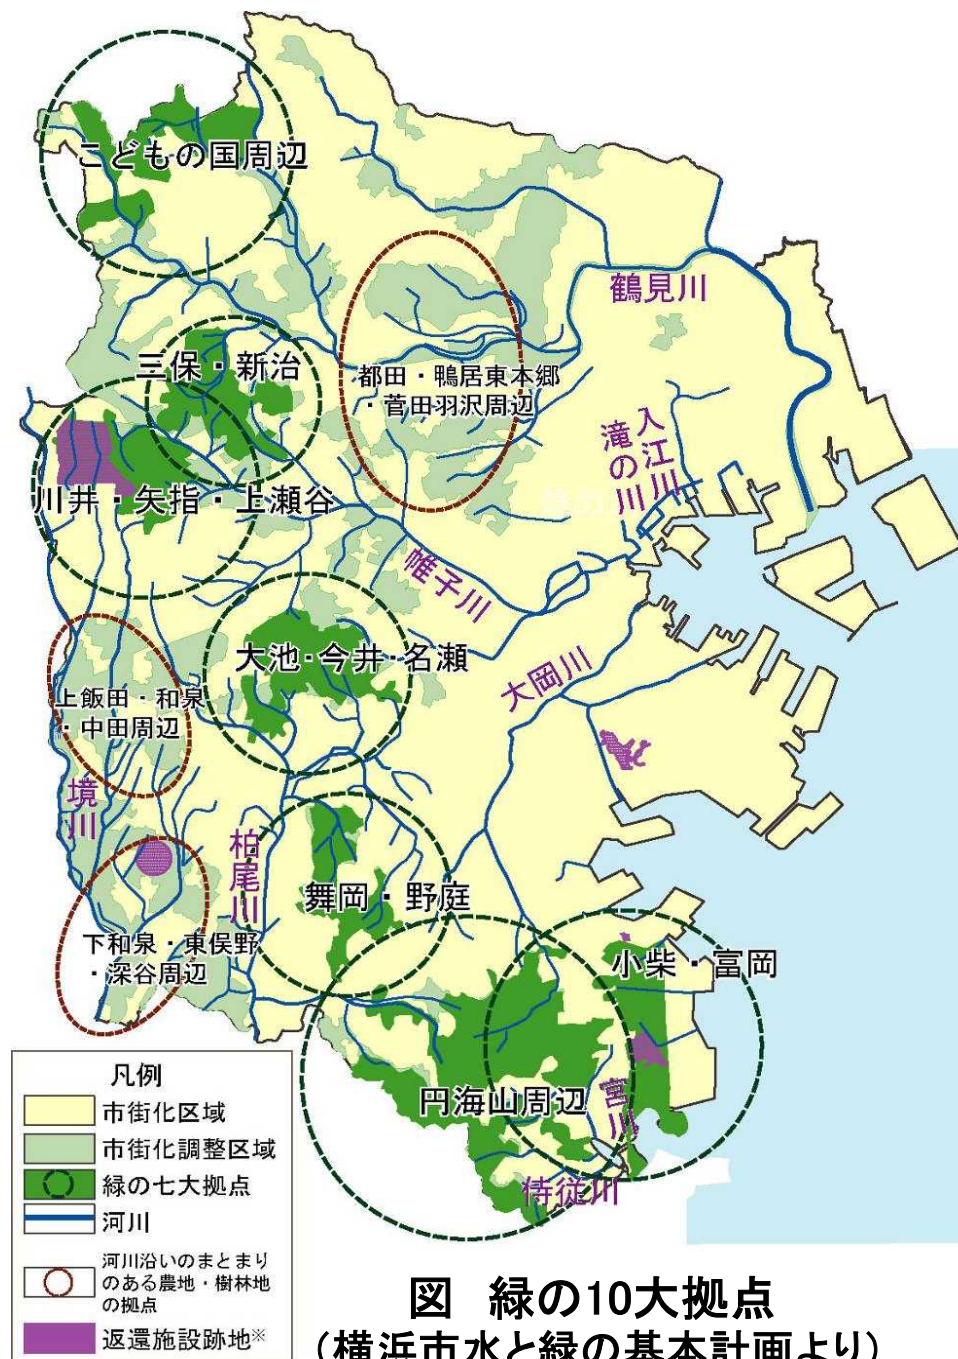 こどもの国周辺
鶴見川
三保・新治
都田・鴨居東本郷
・菅田羽沢周辺
入江川
滝の川
川井・矢指・上瀬谷
帷子川
大池・今井・名瀬
大岡川
上飯田・和泉
・中田周辺
境川
柏尾川
舞岡・野庭
下和泉・東俣野
・深谷周辺
小柴・富岡
円海山周辺
宮川
侍従川
凡例
市街化区域
市街化調整区域
緑の七大拠点
河川
河川沿いのまとまり
のある農地・樹林地
の拠点
返還施設跡地※
図 緑の10大拠点
(横浜市水と緑の基本計画より)